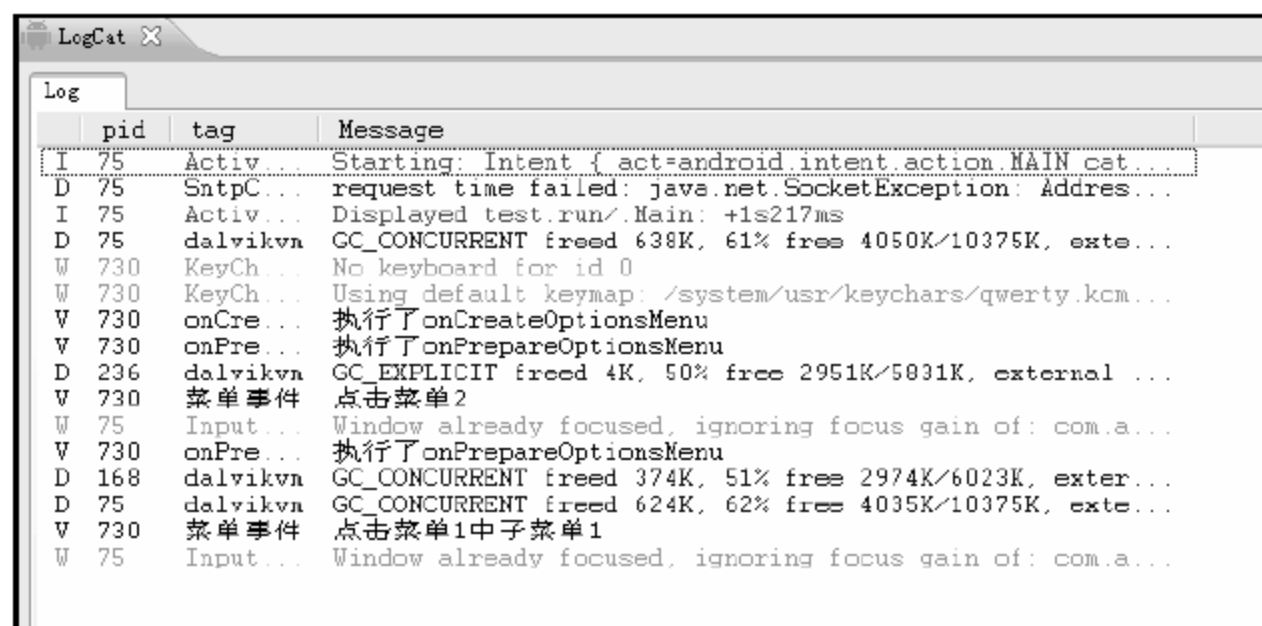 LogCat
Log
pid tag Message
I 75 Activ... Starting: Intent { act=android.intent.action.MAIN cat...
D 75 SntpC... request time failed: java.net.SocketException: Addres...
I 75 Activ... Displayed test.run/.Main: +1s217ms
D 75 dalvikvm GC_CONCURRENT freed 638K, 61% free 4050K/10375K, exte...
W 730 KeyCh... No keyboard for id 0
W 730 KeyCh... Using default keymap: /system/usr/keychars/qwerty.kcm...
V 730 onCre... 执行了onCreateOptionsMenu
V 730 onPre... 执行了onPrepareOptionsMenu
D 236 dalvikvm GC_EXPLICIT freed 4K, 50% free 2951K/5831K, external ...
V 730 菜单事件 点击菜单2
W 75 Input... Window already focused, ignoring focus gain of: com.a...
V 730 onPre... 执行了onPrepareOptionsMenu
D 168 dalvikvm GC_CONCURRENT freed 374K, 51% free 2974K/6023K, exter...
D 75 dalvikvm GC_CONCURRENT freed 624K, 62% free 4035K/10375K, exte...
V 730 菜单事件 点击菜单1中子菜单1
W 75 Input... Window already focused, ignoring focus gain of: com.a...